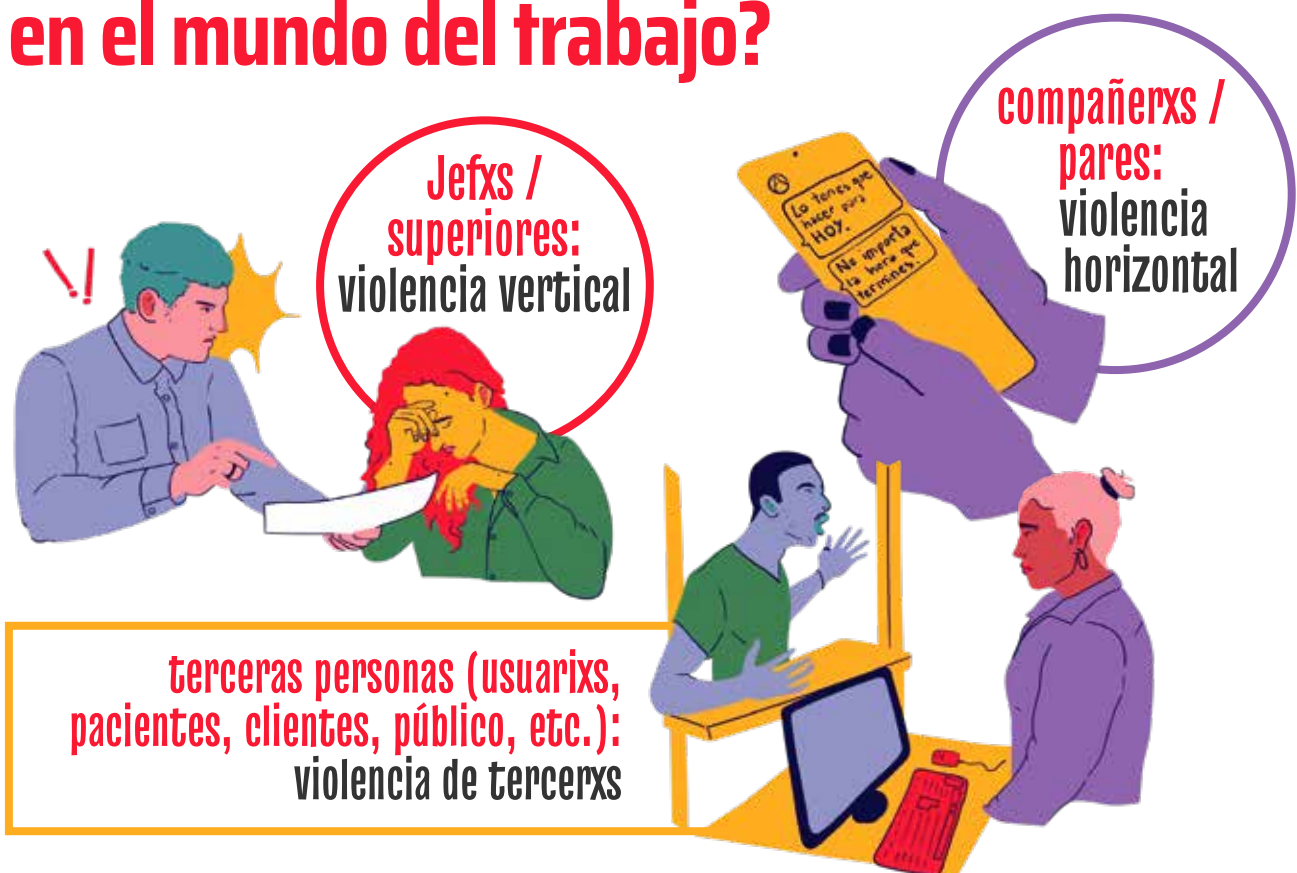 en el mundo del trabajo?
Jefxs /
superiores:
violencia vertical
compañerxs /
pares:
violencia
horizontal
Lo tenes que
hacer para
HOY.
No importa
la hora que
termines.
terceras personas (usuarixs,
pacientes, clientes, público, etc.):
violencia de tercerxs